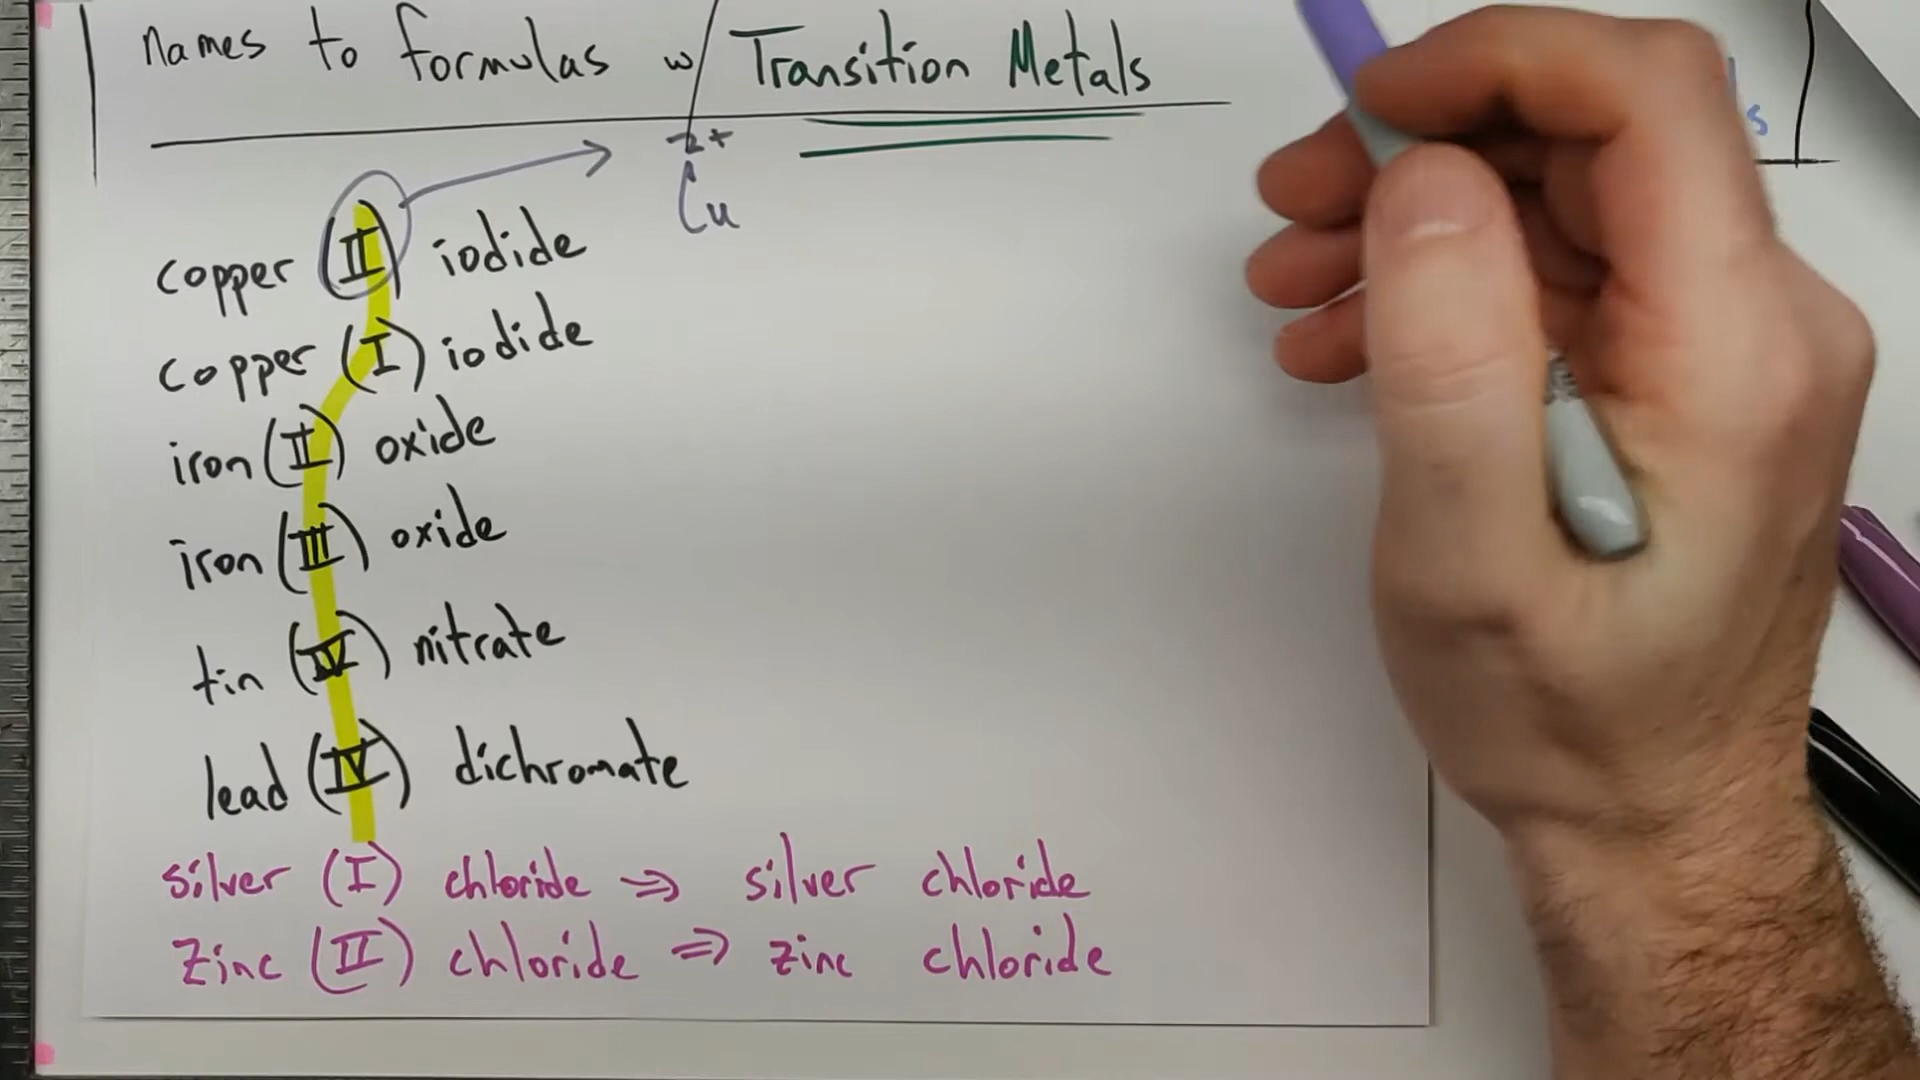 Names to formulas w/ Transition Metals
2+
Cu
copper (II) iodide
copper (I) iodide
iron (II) oxide
iron (III) oxide
tin (IV) nitrate
lead (IV) dichromate
silver (I) chloride ⇒ silver chloride
Zinc (II) chloride ⇒ zinc chloride